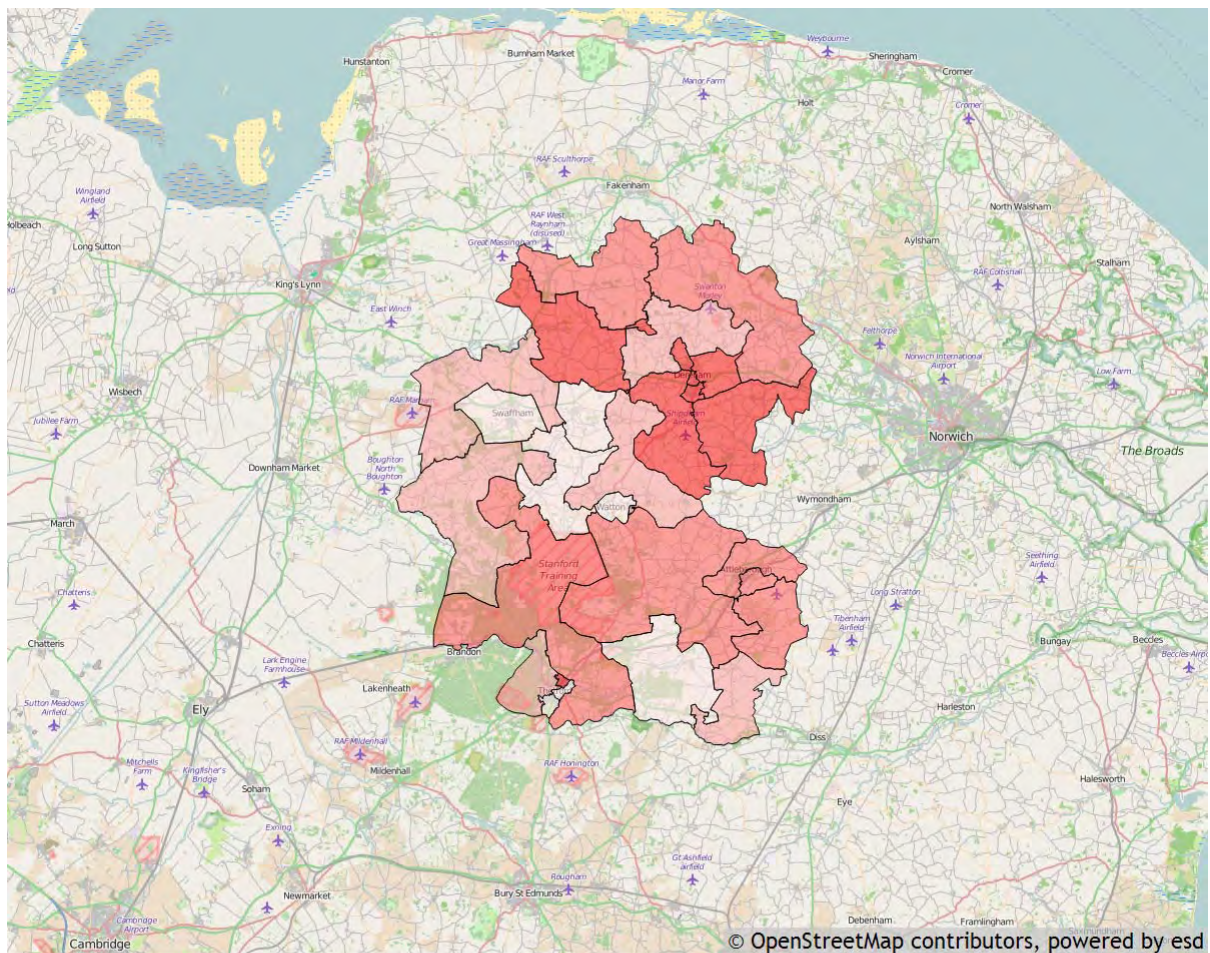 Weybourne
Hunstanton
Burnham Market
Sheringham
Cromer
Manor Farm
Holt
Cromer
RAF Sculthorpe
Fakenham
Wingland
Airfield
North Walsham
Holbeach
Long Sutton
RAF West
Raynham
(disused)
Great Massingham
Aylsham
Stalham
King's Lynn
RAF Coltishall
Swanton
Morley
East Winch
Felthorpe
Norwich International
Airport
Low Farm
Wisbech
RAF Marham
Swaffham
Shipdham
Airfield
Jubilee Farm
Norwich
The Broads
Downham Market
Boughton
North
Boughton
Wymondham
Watton
March
Seething
Airfield
Stanford
Training
Area
Attleborough
Chatteris
Long Stratton
Tibenham
Airfield
Chatteris
Bungay
Beccles
Brandon
Beccles Airpo
Lark Engine
Farmhouse
Lakenheath
Ely
Sutton Meadows
Airfield
Harleston
Diss
RAF Mildenhall
Mildenhall
RAF Honington
Mitchells
Farm
Kingfisher's
Bridge
Soham
Halesworth
Eye
Exning
Gt Ashfield
airfield
Newmarket
Bury St Edmunds
Rougham
Cambridge
Airport
Debenham
Framlingham
Saxmundham
Cambridge
© OpenStreetMap contributors, powered by esd